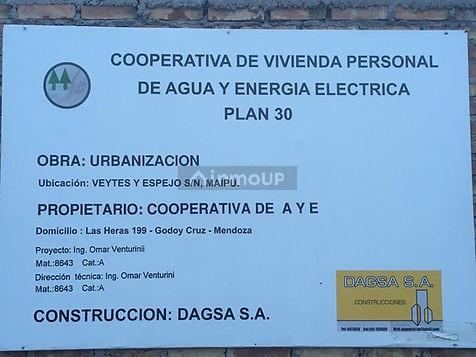 COOPERATIVA DE VIVIENDA PERSONAL
DE AGUA Y ENERGIA ELECTRICA
PLAN 30
inmoUP
OBRA: URBANIZACION
Ubicación: VEYTES Y ESPEJO S/N, MAIPU.
PROPIETARIO: COOPERATIVA DE A Y E
Domicilio : Las Heras 199 - Godoy Cruz - Mendoza
Proyecto: Ing. Omar Venturinii
Mat.:8643 Cat.:A
Dirección técnica: Ing. Omar Venturini
Mat.:8643 Cat.:A
CONSTRUCCION: DAGSA S.A.
DAGSA S.A.
CONSTRUCCIONES